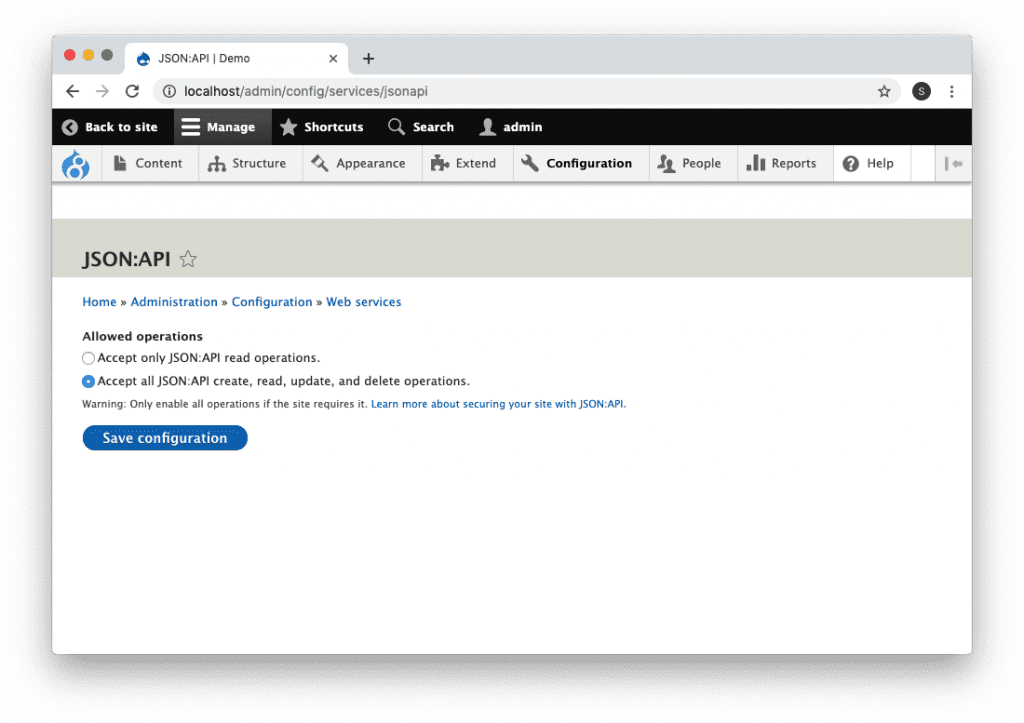 JSON:API | Demo
localhost/admin/config/services/jsonapi
S
Back to site Manage Shortcuts Search admin
Content Structure Appearance Extend Configuration People Reports Help
JSON:API
Home » Administration » Configuration » Web services
Allowed operations
Accept only JSON:API read operations.
Accept all JSON:API create, read, update, and delete operations.
Warning: Only enable all operations if the site requires it. Learn more about securing your site with JSON:API.
Save configuration